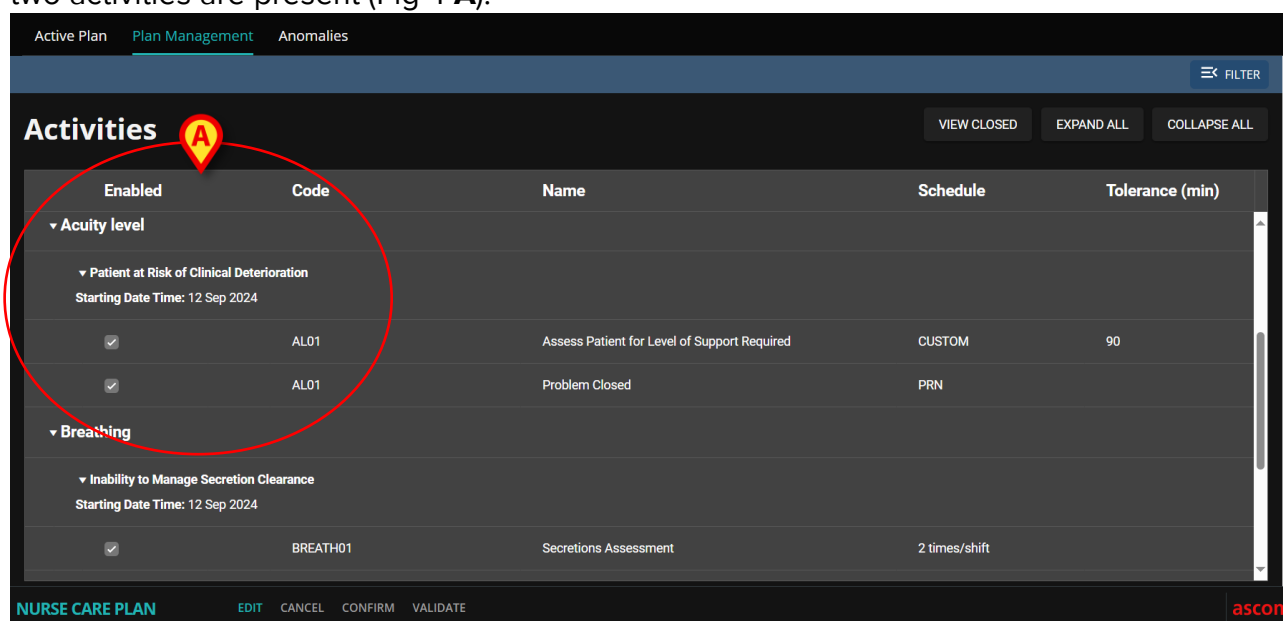 two activities are present (Fig 4 A).
Active Plan Plan Management Anomalies
FILTER
Activities A VIEW CLOSED EXPAND ALL COLLAPSE ALL
Enabled Code Name Schedule Tolerance (min)
Acuity level
Patient at Risk of Clinical Deterioration
Starting Date Time: 12 Sep 2024
AL01 Assess Patient for Level of Support Required CUSTOM 90
AL01 Problem Closed PRN
Breathing
Inability to Manage Secretion Clearance
Starting Date Time: 12 Sep 2024
BREATH01 Secretions Assessment 2 times/shift
NURSE CARE PLAN EDIT CANCEL CONFIRM VALIDATE ascom